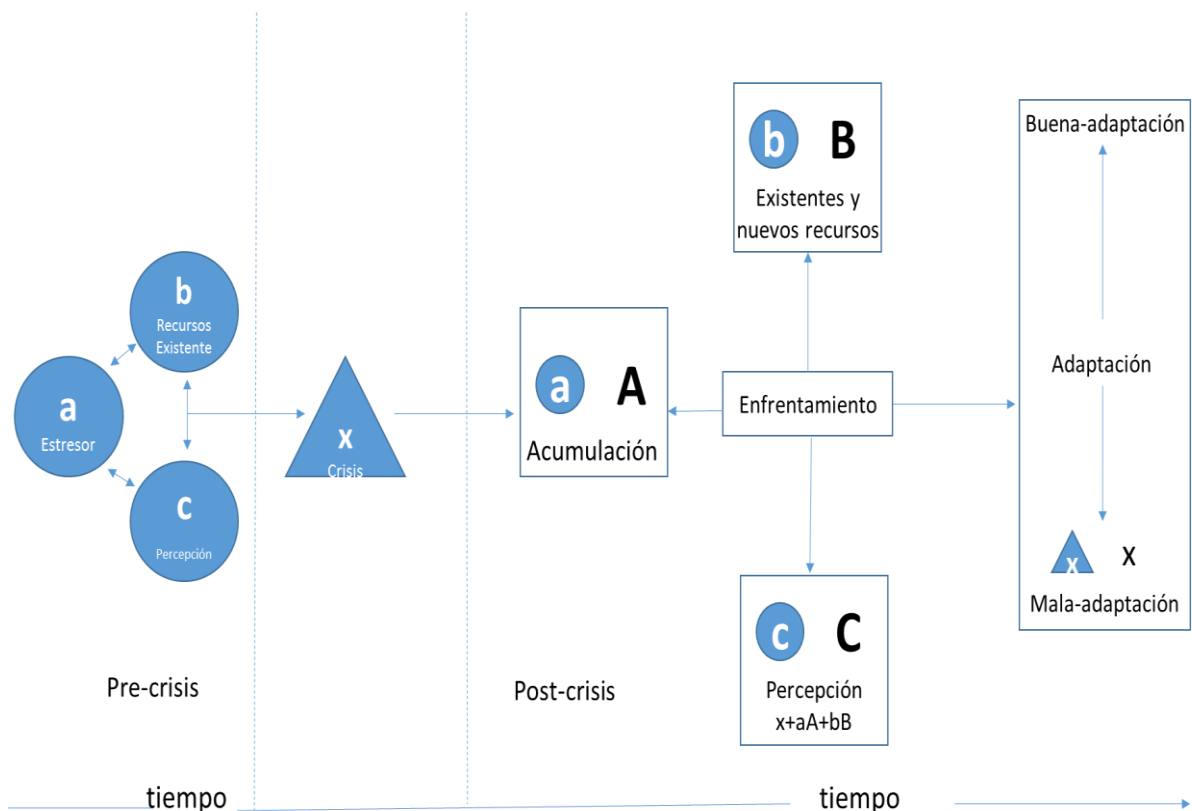 b
Recursos
Existente
a
Estresor
c
Percepción
x
Crisis
a A
Acumulación
b B
Existentes y
nuevos recursos
Enfrentamiento
c C
Percepción
x+aA+bB
Buena-adaptación
Adaptación
x x
Mala-adaptación
Pre-crisis
Post-crisis
tiempo
tiempo